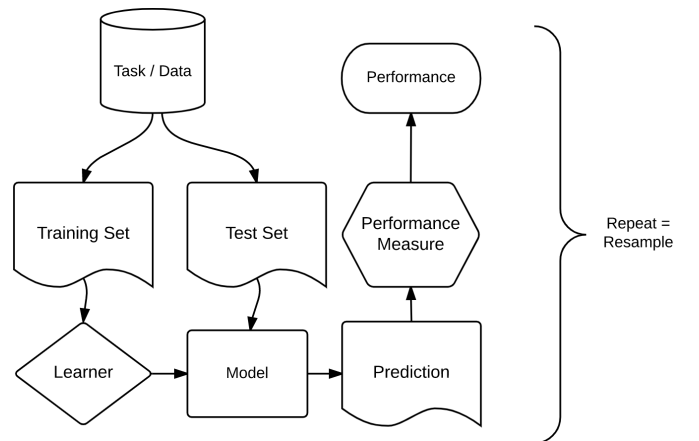 Task / Data
Performance
Training Set
Test Set
Performance
Measure
Repeat =
Resample
Learner
Model
Prediction